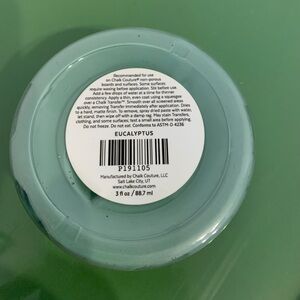 Recommended for use
on Chalk Couture® non-porous
boards and surfaces. Some surfaces
require waxing before application. Stir before use.
Add a few drops of water at a time for thinner
consistency. Apply a thin, even coat using a squeegee
over a Chalk Transfer™. Smooth over all screened areas
quickly, removing Transfer immediately after application. Dries
to a hard, matte finish. To remove, spray dried paste with water,
let stand, then wipe off with a damp rag. May stain Transfers,
clothing, and some surfaces; test a small area before applying.
Do not freeze. Do not eat. Conforms to ASTM-D-4236
EUCALYPTUS
P191105
Manufactured by Chalk Couture, LLC
Salt Lake City, UT
www.chalkcouture.com
3 fl oz / 88.7 ml